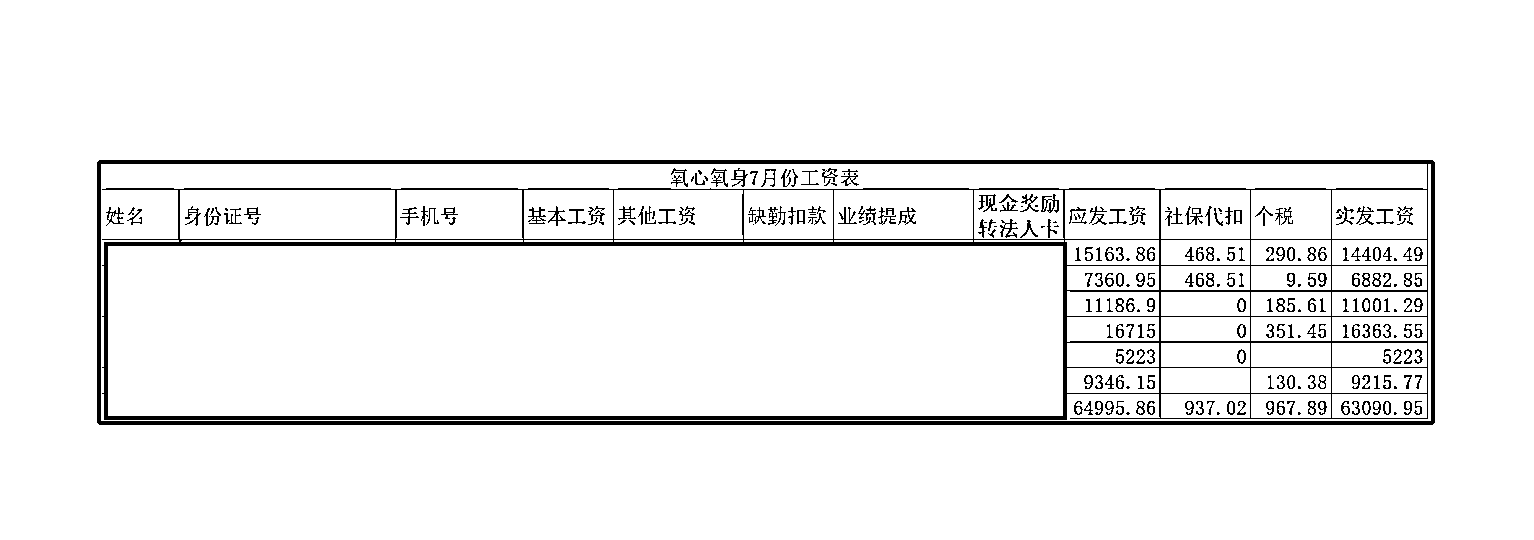 氧心氧身7月份工资表
姓名 身份证号 手机号 基本工资 其他工资 缺勤扣款 业绩提成 现金奖励转法人卡 应发工资 社保代扣 个税 实发工资
15163.86 468.51 290.86 14404.49
7360.95 468.51 9.59 6882.85
11186.9 0 185.61 11001.29
16715 0 351.45 16363.55
5223 0 5223
9346.15 130.38 9215.77
64995.86 937.02 967.89 63090.95